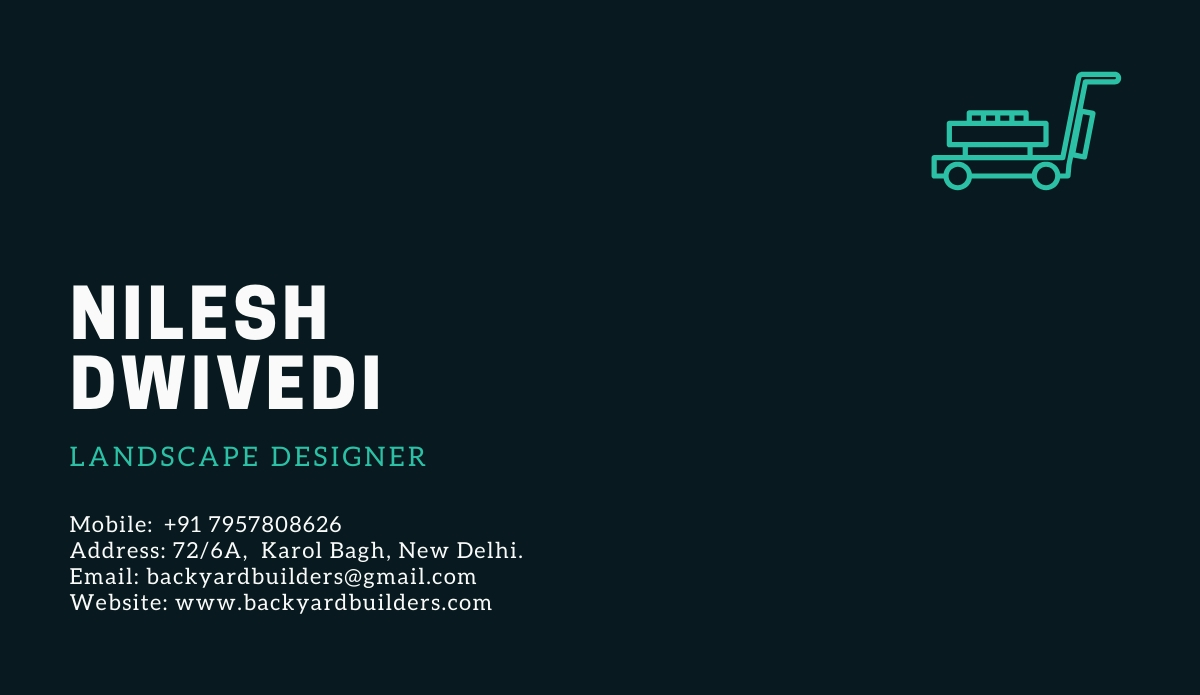 NILESH
DWIVEDI
LANDSCAPE DESIGNER
Mobile: +91 7957808626
Address: 72/6A, Karol Bagh, New Delhi.
Email: backyardbuilders@gmail.com
Website: www.backyardbuilders.com